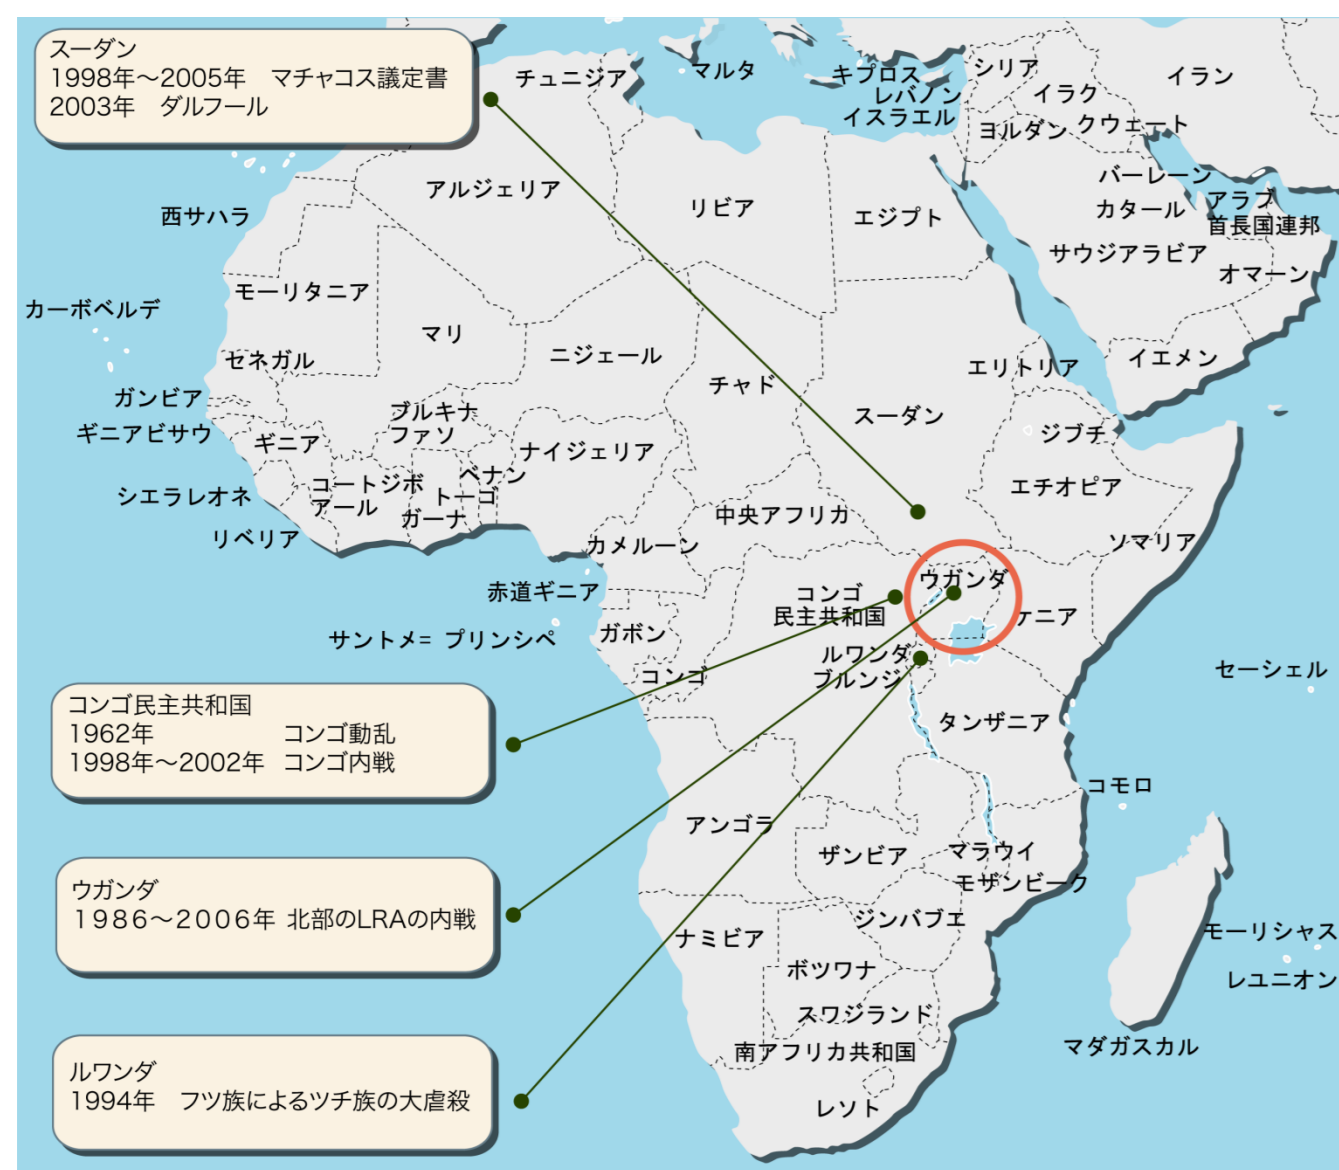 スーダン
1998年～2005年　マチャコス議定書
2003年　ダルフール
チュニジア
マルタ
キプロス
レバノン
イスラエル
シリア
イラク
イラン
ヨルダン
クウェート
バーレーン
カタール
アラブ
首長国連邦
サウジアラビア
オマーン
イエメン
アルジェリア
リビア
エジプト
西サハラ
モーリタニア
カーボベルデ
マリ
ニジェール
チャド
スーダン
エリトリア
セネガル
ガンビア
ギニアビサウ
ギニア
ブルキナ
ファソ
ナイジェリア
ジブチ
エチオピア
シエラレオネ
コートジボ
アール
ベナン
トーゴ
ガーナ
リベリア
カメルーン
中央アフリカ
ソマリア
赤道ギニア
サントメ= プリンシペ
ガボン
コンゴ
コンゴ
民主共和国
ウガンダ
ケニア
ルワンダ
ブルンジ
タンザニア
セーシェル
コンゴ民主共和国
1962年　コンゴ動乱
1998年～2002年　コンゴ内戦
コモロ
アンゴラ
ザンビア
マラウイ
モザンビーク
ウガンダ
１９８６～２００６年 北部のLRAの内戦
ナミビア
ジンバブエ
ボツワナ
モーリシャス
レユニオン
スワジランド
南アフリカ共和国
レソト
マダガスカル
ルワンダ
1994年　フツ族によるツチ族の大虐殺